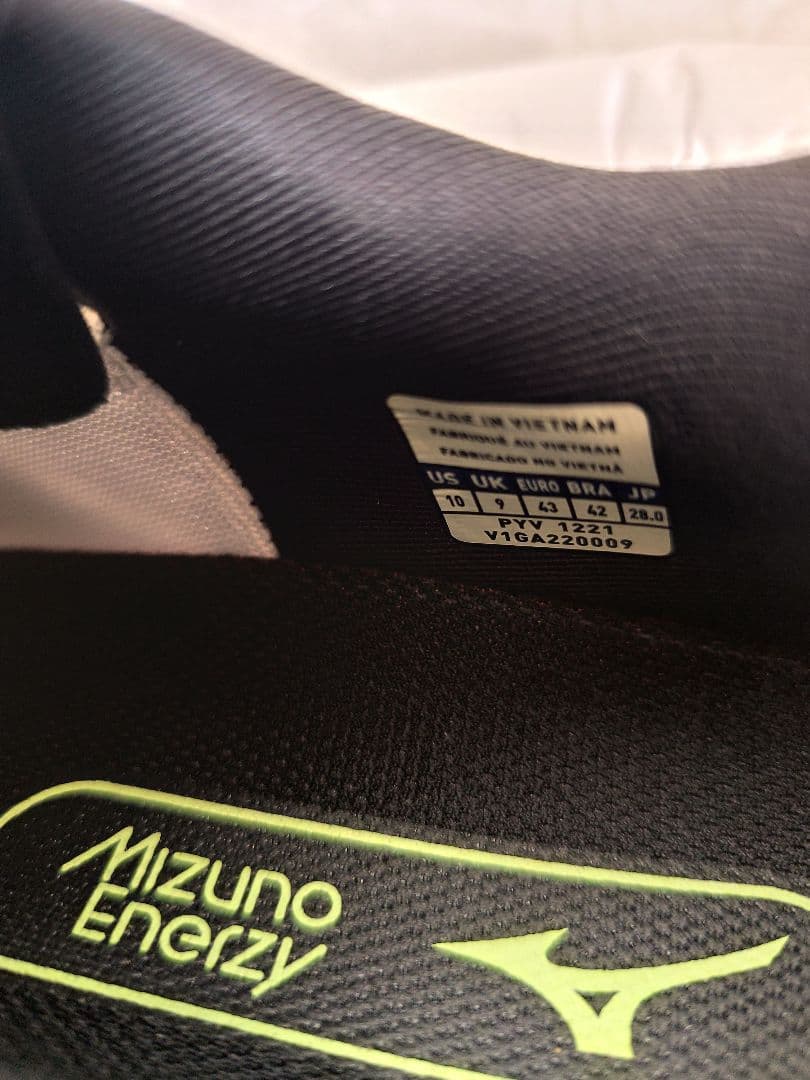 MADE IN VIETNAM
FABRIQUÉ AU VIETNAM
FABRICADO NO VIETNÃ
US UK EURO BRA JP
10 9 43 42 28.0
PYV 1221
V1GA220009
Mizuno
Enerzy